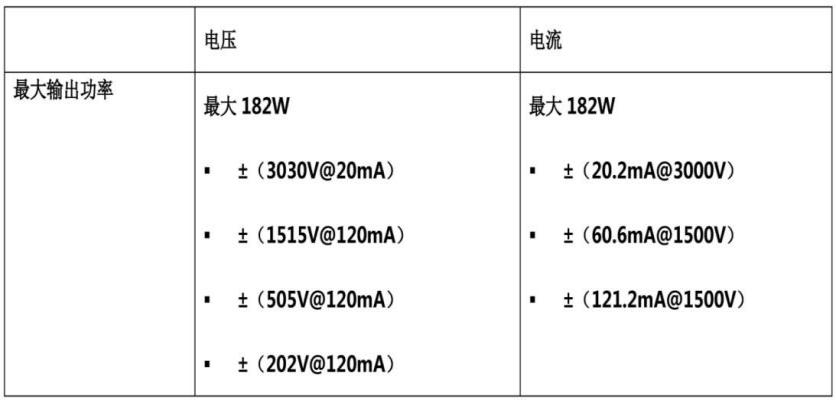 电压
电流
最大输出功率
最大 182W
▪ ±（3030V@20mA）
▪ ±（1515V@120mA）
▪ ±（505V@120mA）
▪ ±（202V@120mA）
最大 182W
▪ ±（20.2mA@3000V）
▪ ±（60.6mA@1500V）
▪ ±（121.2mA@1500V）